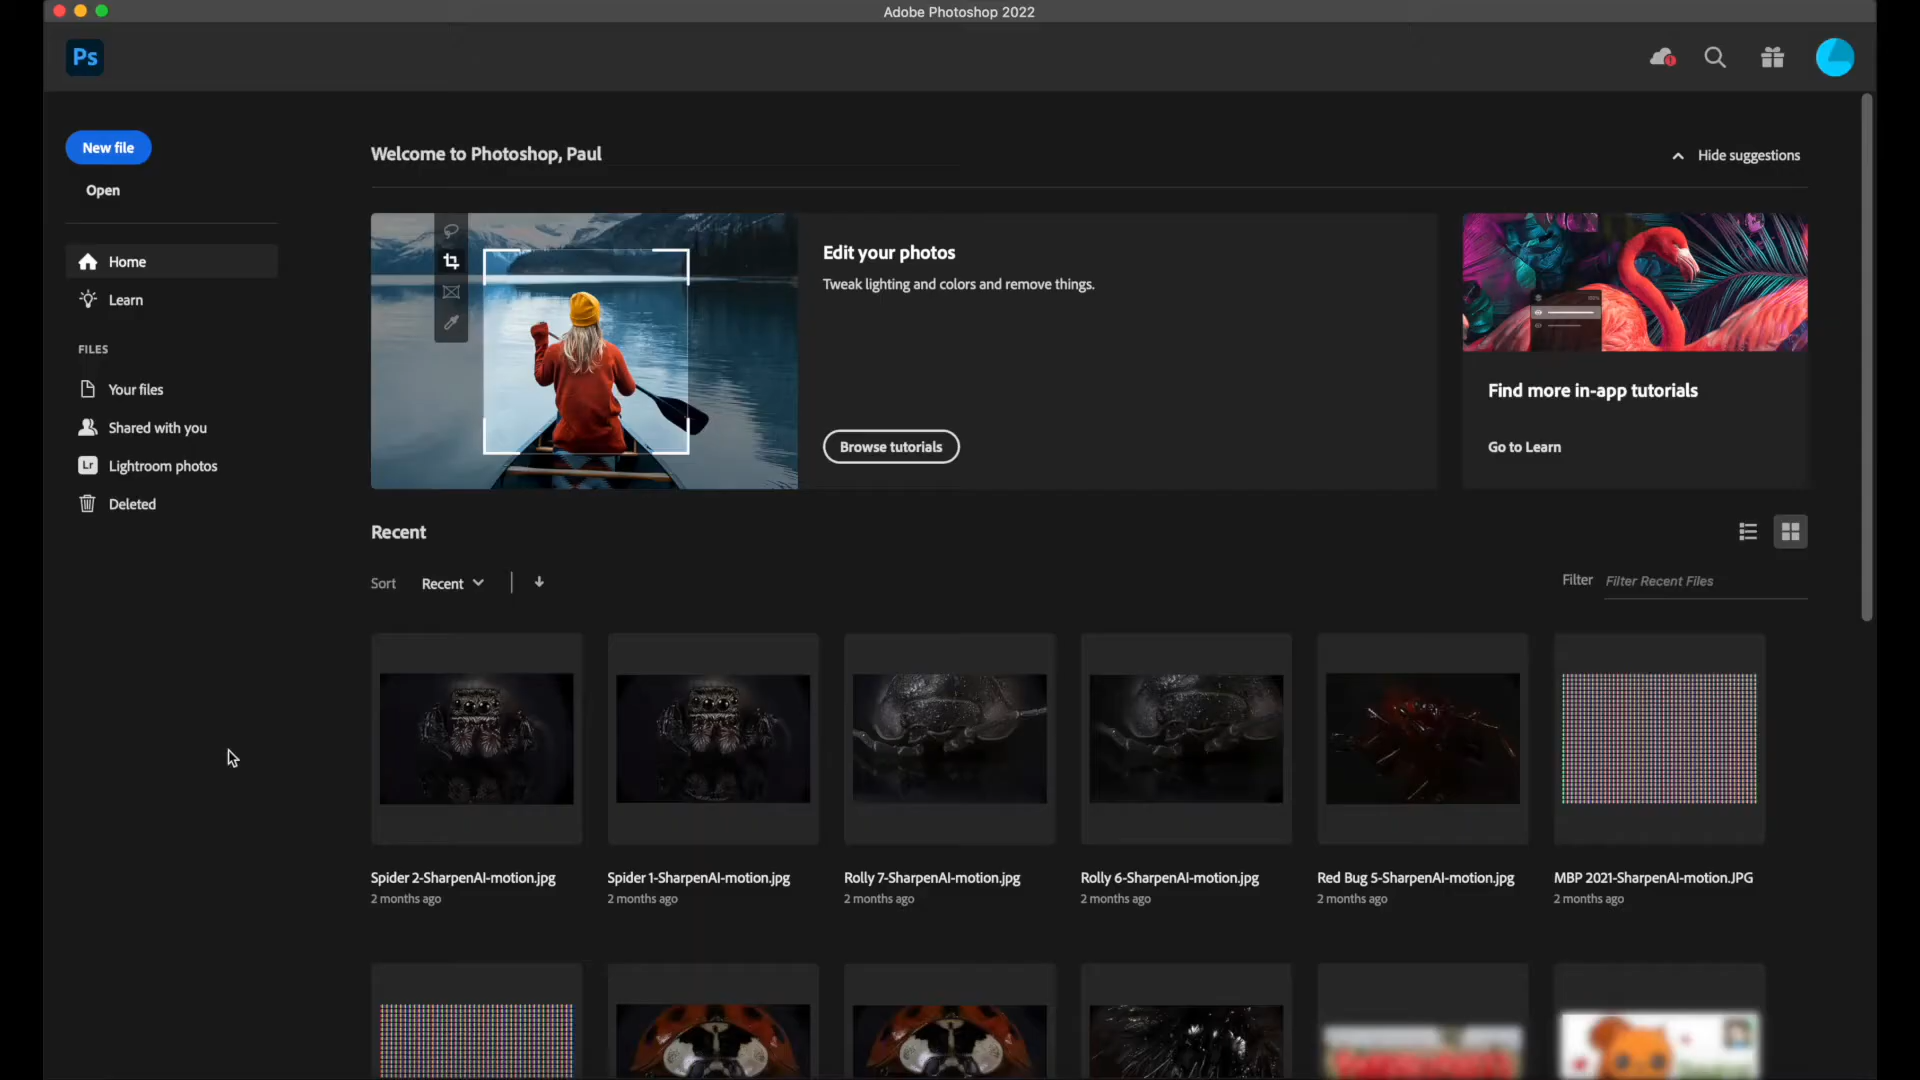 Adobe Photoshop 2022
Ps
New file
Open
Home
Learn
FILES
Your files
Shared with you
Lr Lightroom photos
Deleted
Welcome to Photoshop, Paul
Hide suggestions
Edit your photos
Tweak lighting and colors and remove things.
Browse tutorials
Find more in-app tutorials
Go to Learn
Recent
Sort Recent
Filter Filter Recent Files
Spider 2-SharpenAI-motion.jpg
2 months ago
Spider 1-SharpenAI-motion.jpg
2 months ago
Rolly 7-SharpenAI-motion.jpg
2 months ago
Rolly 6-SharpenAI-motion.jpg
2 months ago
Red Bug 5-SharpenAI-motion.jpg
2 months ago
MBP 2021-SharpenAI-motion.JPG
2 months ago